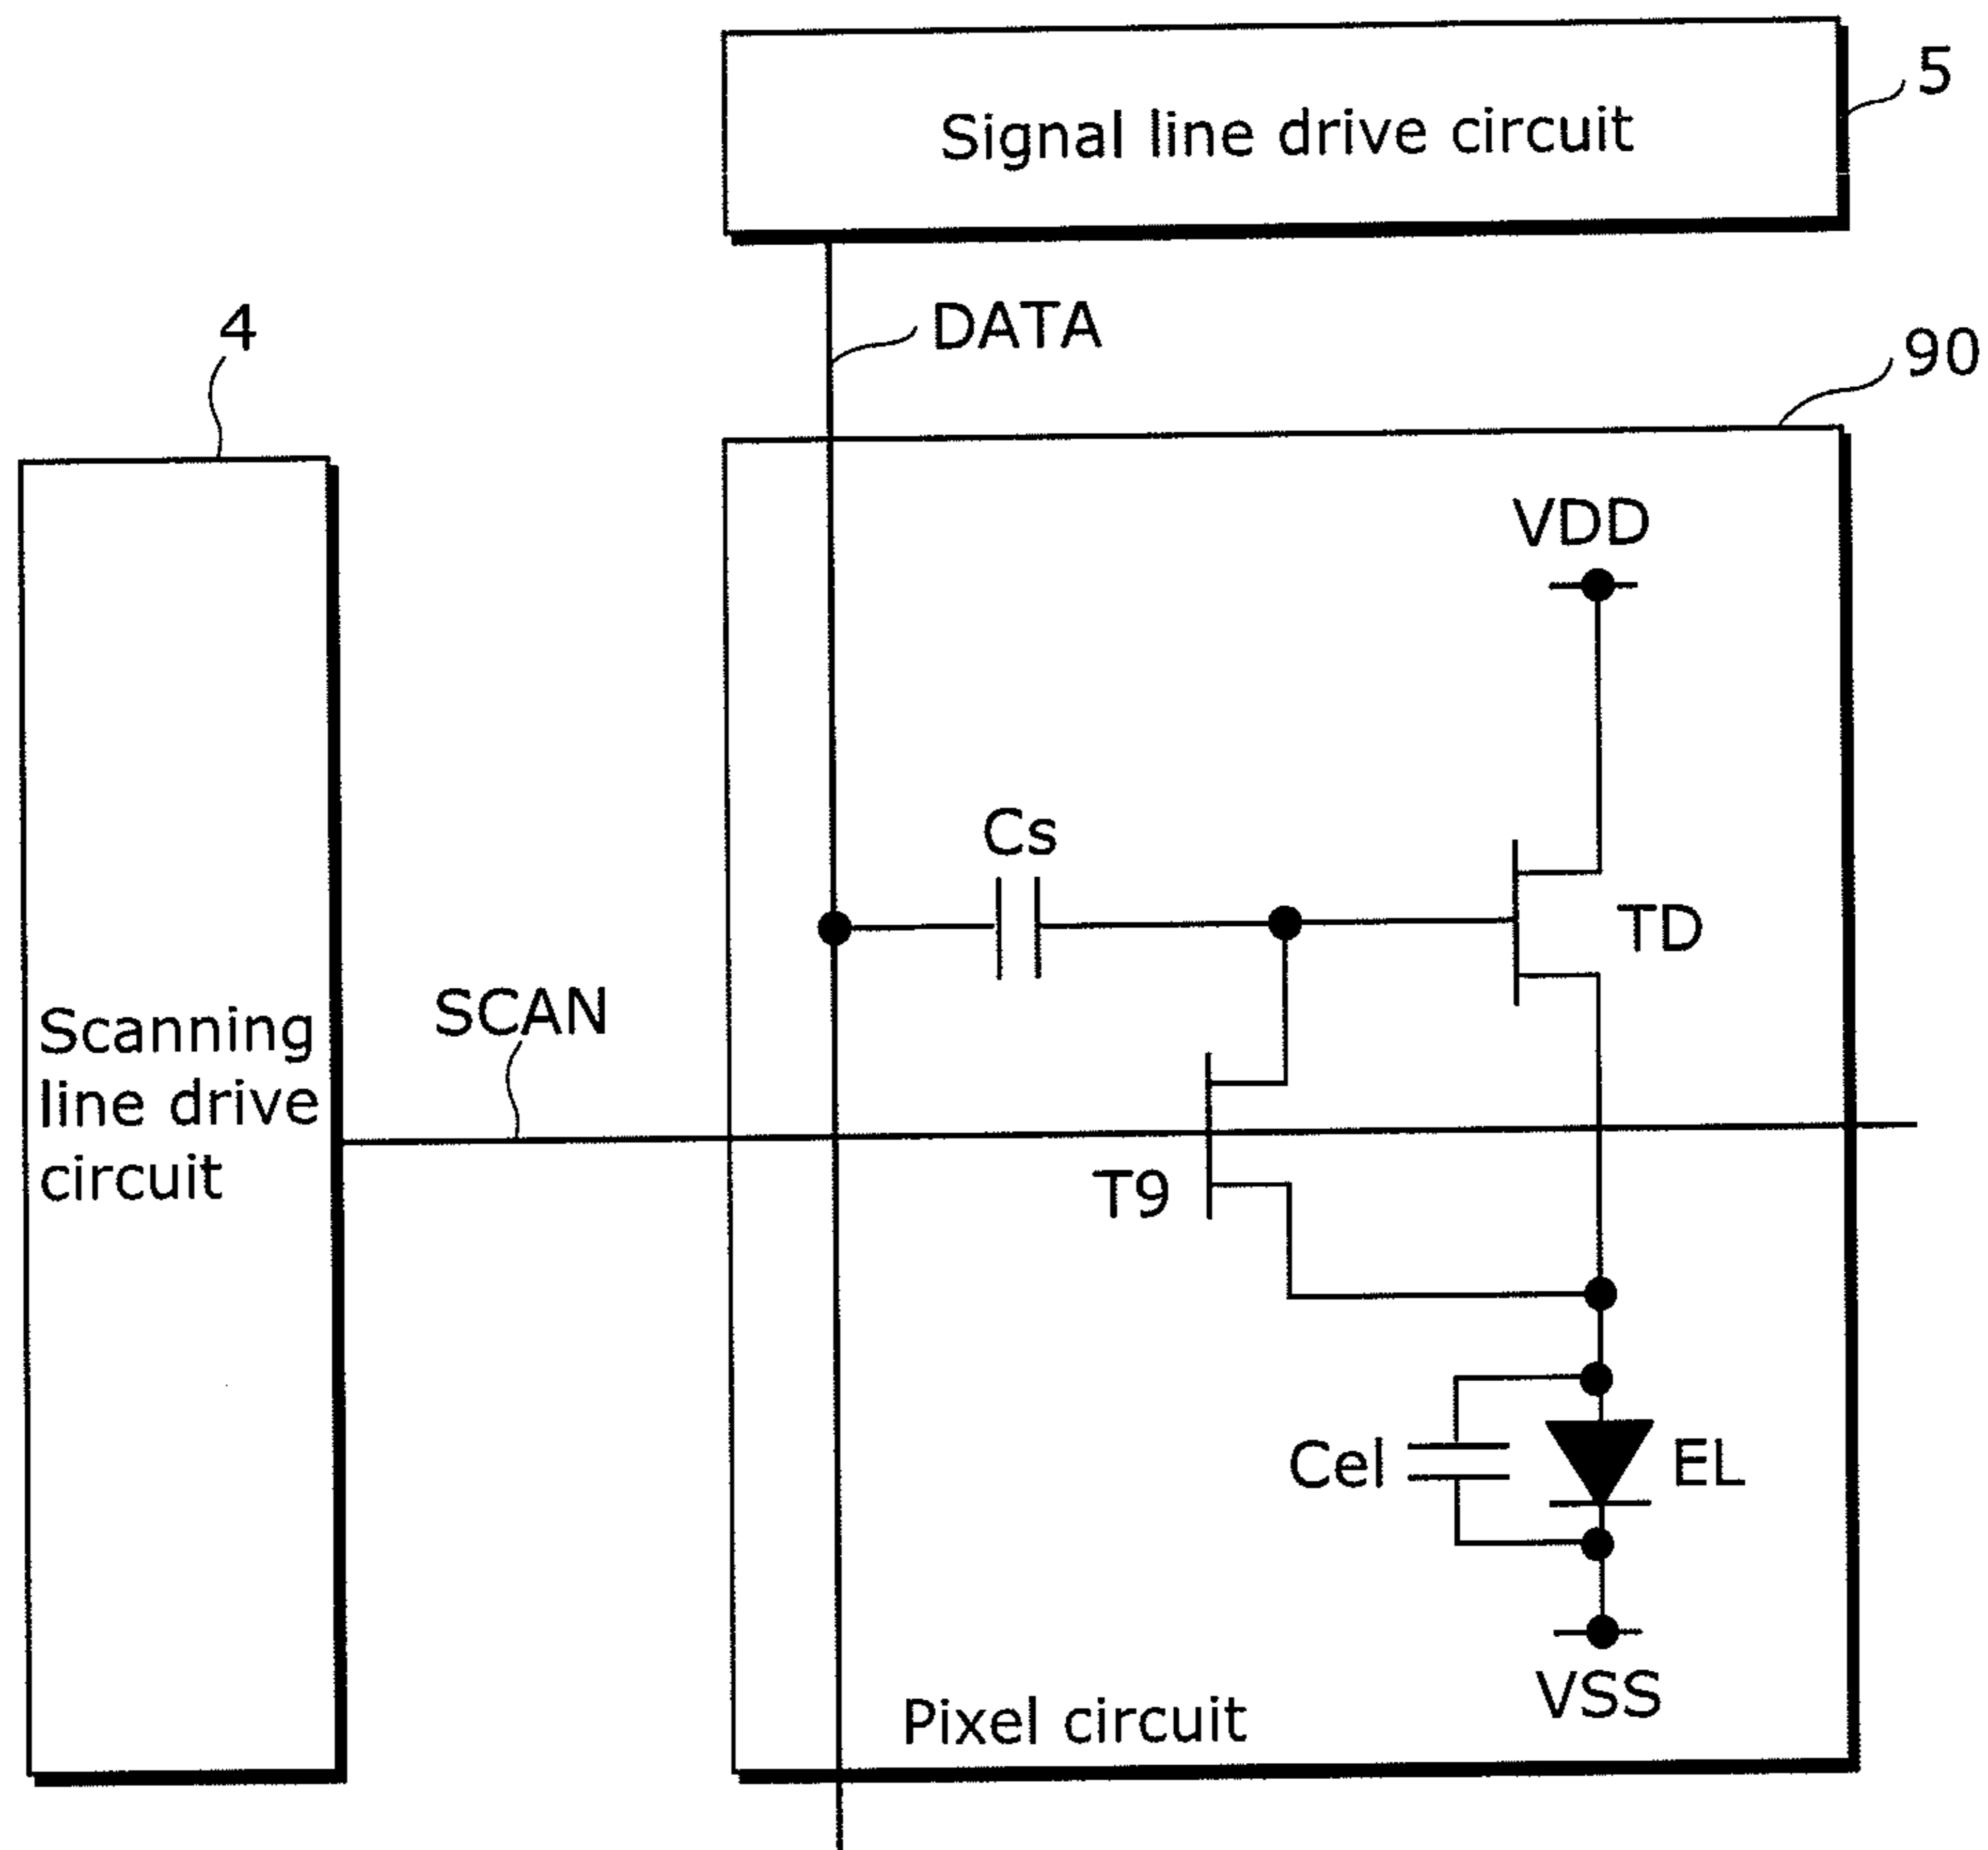 5
Signal line drive circuit
DATA
4
90
VDD
Cs
TD
SCAN
Scanning
line drive
circuit
T9
Cel
EL
VSS
Pixel circuit